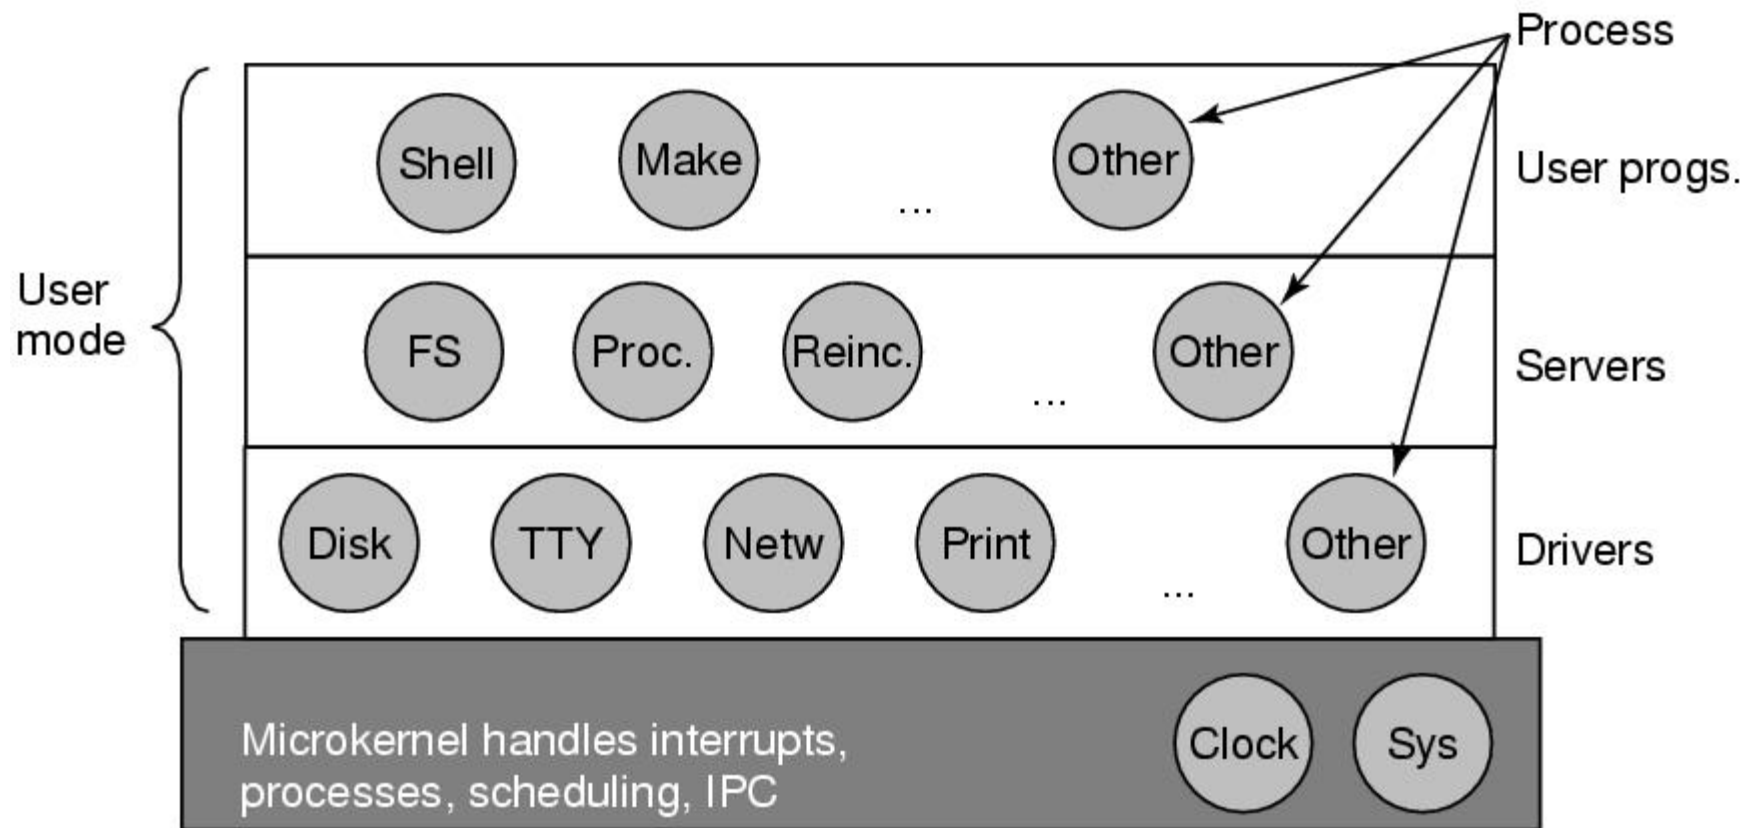 Process
Shell
Make
...
Other
User progs.
User
mode
FS
Proc.
Reinc.
...
Other
Servers
Disk
TTY
Netw
Print
...
Other
Drivers
Microkernel handles interrupts,
processes, scheduling, IPC
Clock
Sys